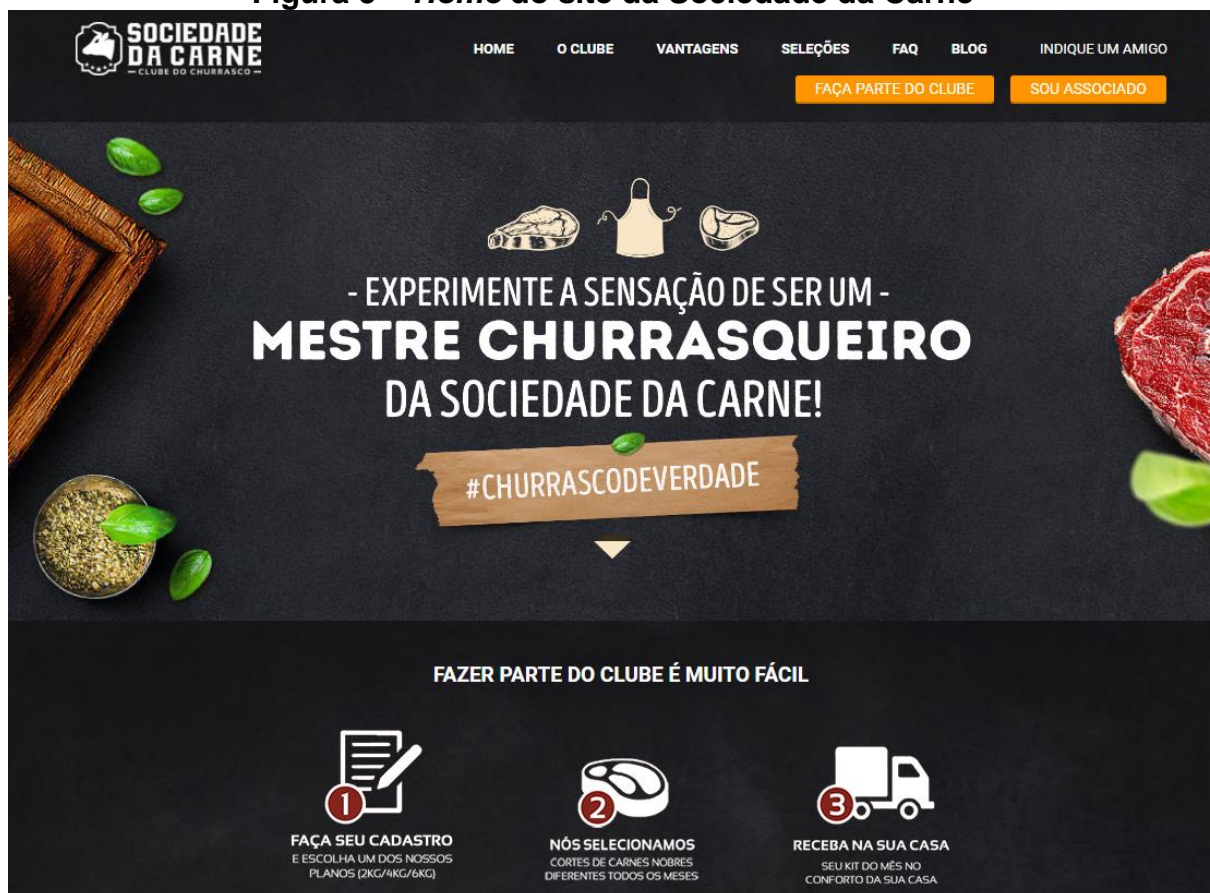 Figura 3 – Home do site da Sociedade da Carne
SOCIEDADE
DA CARNE
– CLUBE DO CHURRASCO –
HOME O CLUBE VANTAGENS SELEÇÕES FAQ BLOG INDIQUE UM AMIGO
FAÇA PARTE DO CLUBE SOU ASSOCIADO
- EXPERIMENTE A SENSAÇÃO DE SER UM -
MESTRE CHURRASQUEIRO
DA SOCIEDADE DA CARNE!
#CHURRASCODEVERDADE
FAZER PARTE DO CLUBE É MUITO FÁCIL
1
FAÇA SEU CADASTRO
E ESCOLHA UM DOS NOSSOS
PLANOS (2KG/4KG/6KG)
2
NÓS SELECIONAMOS
CORTES DE CARNES NOBRES
DIFERENTES TODOS OS MESES
3
RECEBA NA SUA CASA
SEU KIT DO MÊS NO
CONFORTO DA SUA CASA